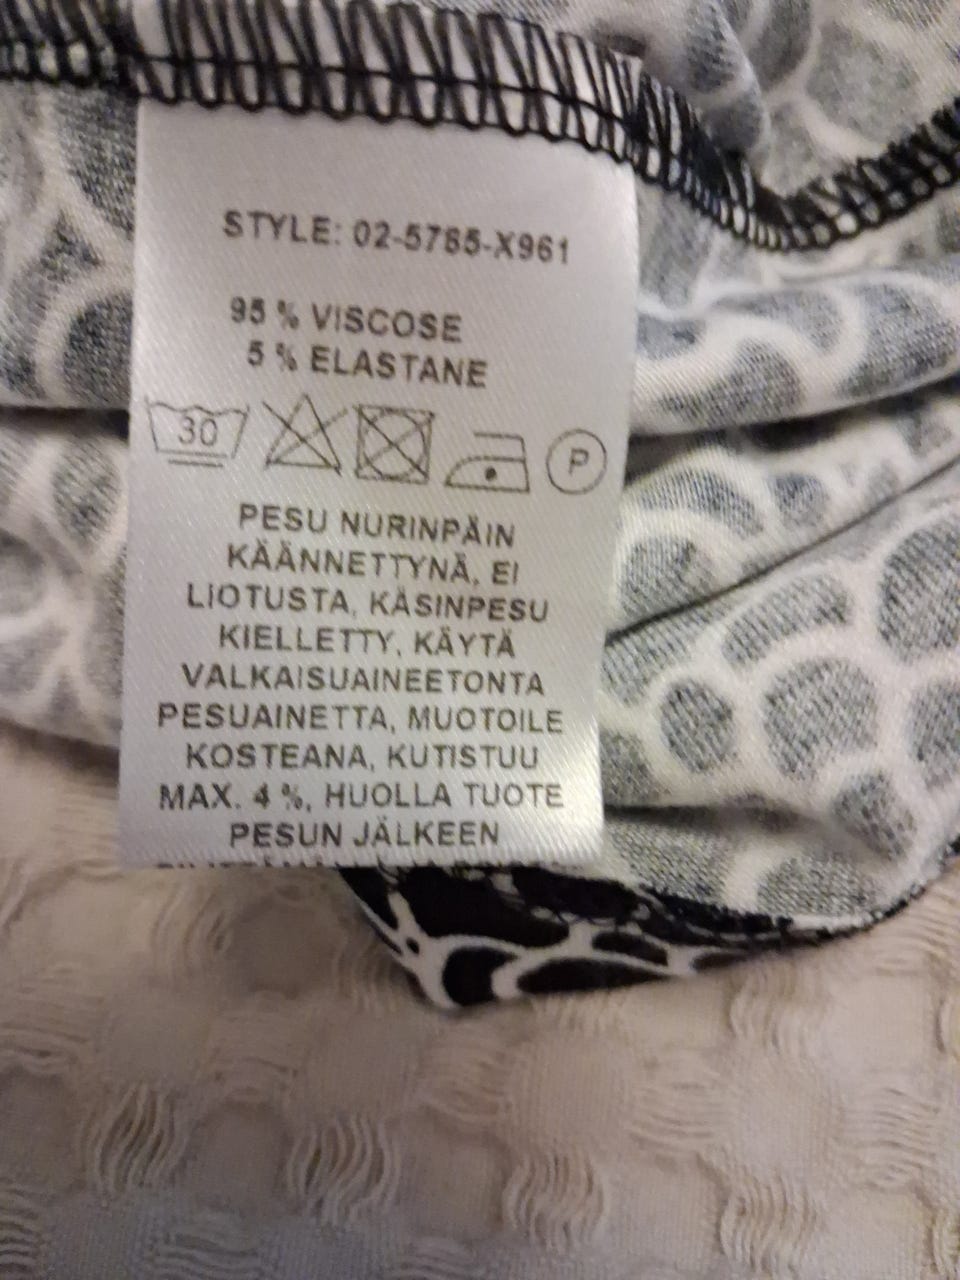 STYLE: 02-5785-X961
95 % VISCOSE
5 % ELASTANE
30 P
PESU NURINPÄIN
KÄÄNNETTYNÄ, EI
LIOTUSTA, KÄSINPESU
KIELLETTY, KÄYTÄ
VALKAISUAINEETONTA
PESUAINETTA, MUOTOILE
KOSTEANA, KUTISTUU
MAX. 4 %, HUOLLA TUOTE
PESUN JÄLKEEN